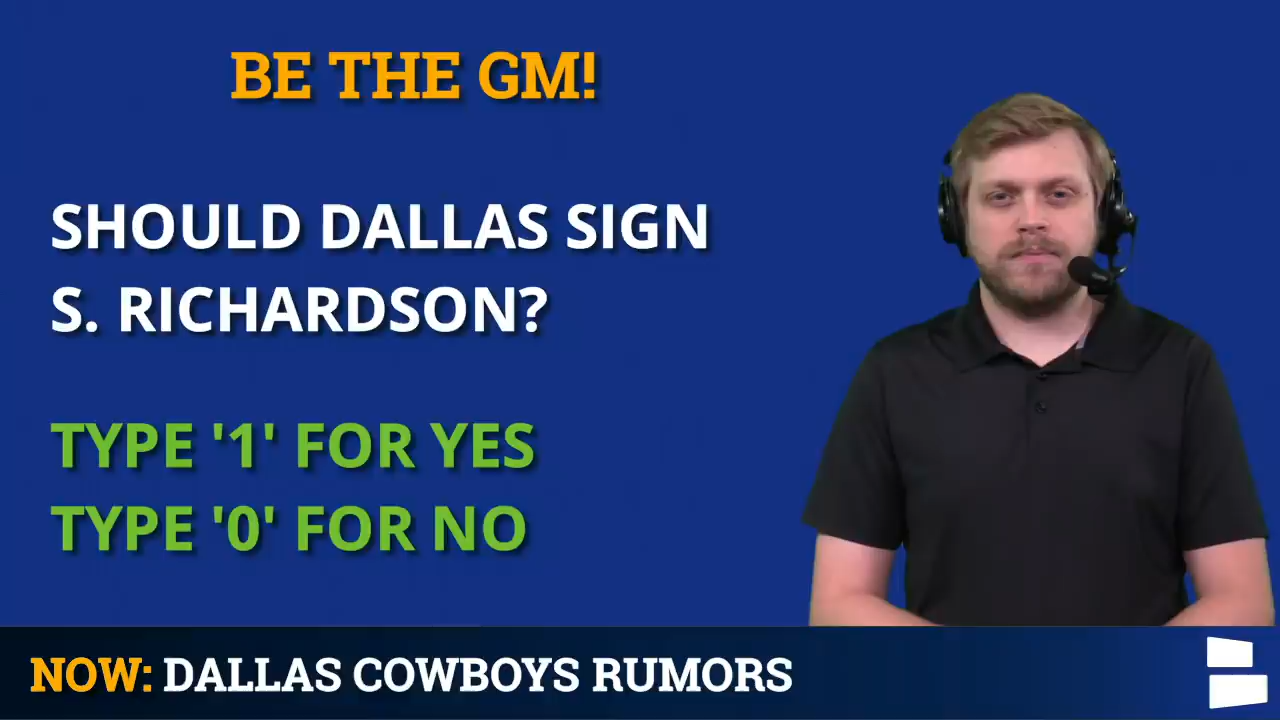 BE THE GM!
SHOULD DALLAS SIGN
S. RICHARDSON?
TYPE '1' FOR YES
TYPE '0' FOR NO
NOW: DALLAS COWBOYS RUMORS